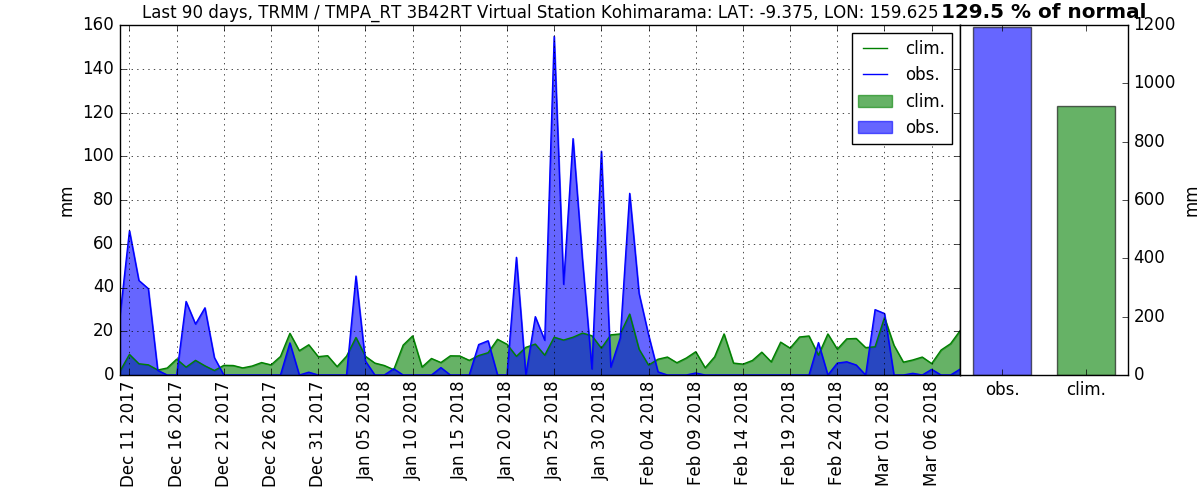 Last 90 days, TRMM / TMPA_RT 3B42RT Virtual Station Kohimarama: LAT: -9.375, LON: 159.625
129.5 % of normal
160
140
120
100
80
60
40
20
0
mm
clim.
obs.
clim.
obs.
1200
1000
800
600
400
200
0
mm
Dec 11 2017
Dec 16 2017
Dec 21 2017
Dec 26 2017
Dec 31 2017
Jan 05 2018
Jan 10 2018
Jan 15 2018
Jan 20 2018
Jan 25 2018
Jan 30 2018
Feb 04 2018
Feb 09 2018
Feb 14 2018
Feb 19 2018
Feb 24 2018
Mar 01 2018
Mar 06 2018
obs.
clim.